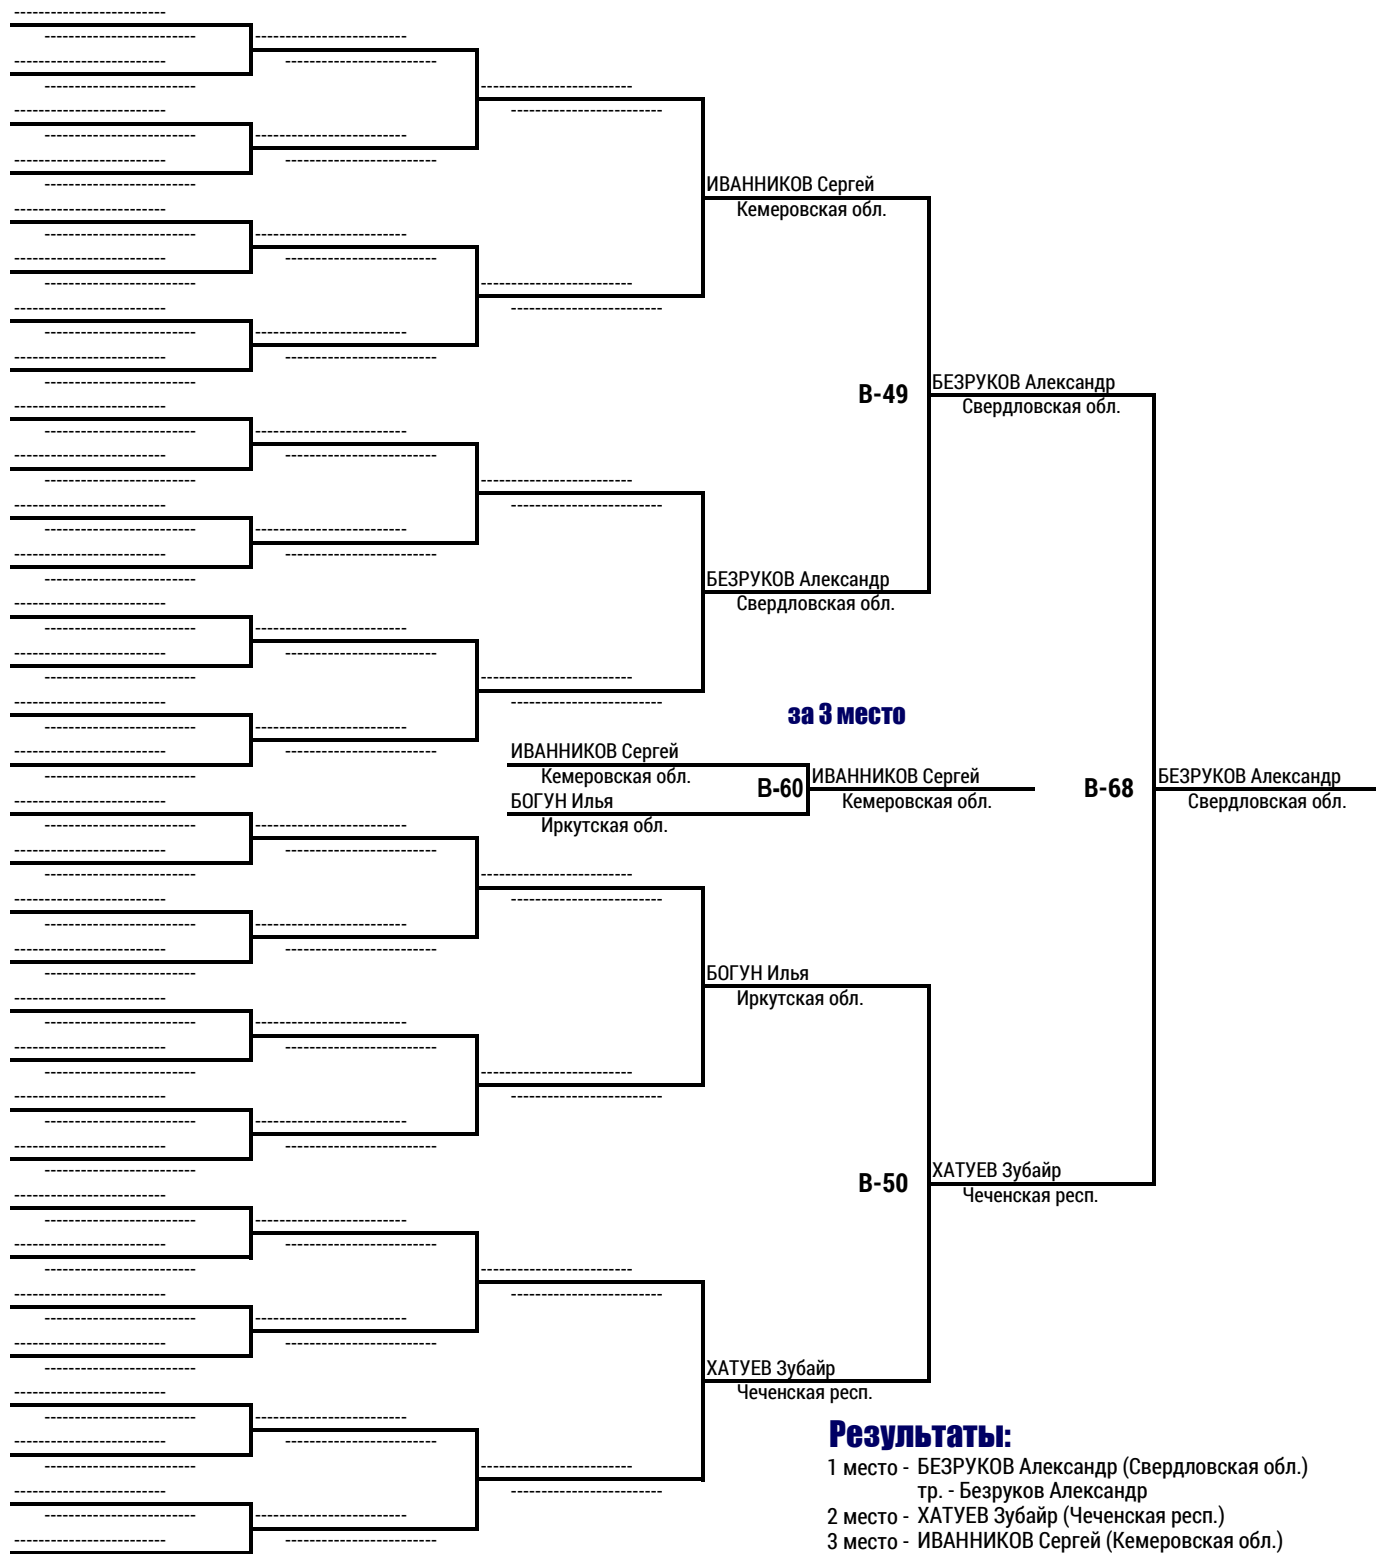 ИВАННИКОВ Сергей
Кемеровская обл.
В-49
БЕЗРУКОВ Александр
Свердловская обл.
БЕЗРУКОВ Александр
Свердловская обл.
за 3 место
ИВАННИКОВ Сергей
Кемеровская обл.
БОГУН Илья
Иркутская обл.
В-60
ИВАННИКОВ Сергей
Кемеровская обл.
В-68
БЕЗРУКОВ Александр
Свердловская обл.
БОГУН Илья
Иркутская обл.
В-50
ХАТУЕВ Зубайр
Чеченская респ.
ХАТУЕВ Зубайр
Чеченская респ.
Результаты:
1 место - БЕЗРУКОВ Александр (Свердловская обл.)
тр. - Безруков Александр
2 место - ХАТУЕВ Зубайр (Чеченская респ.)
3 место - ИВАННИКОВ Сергей (Кемеровская обл.)